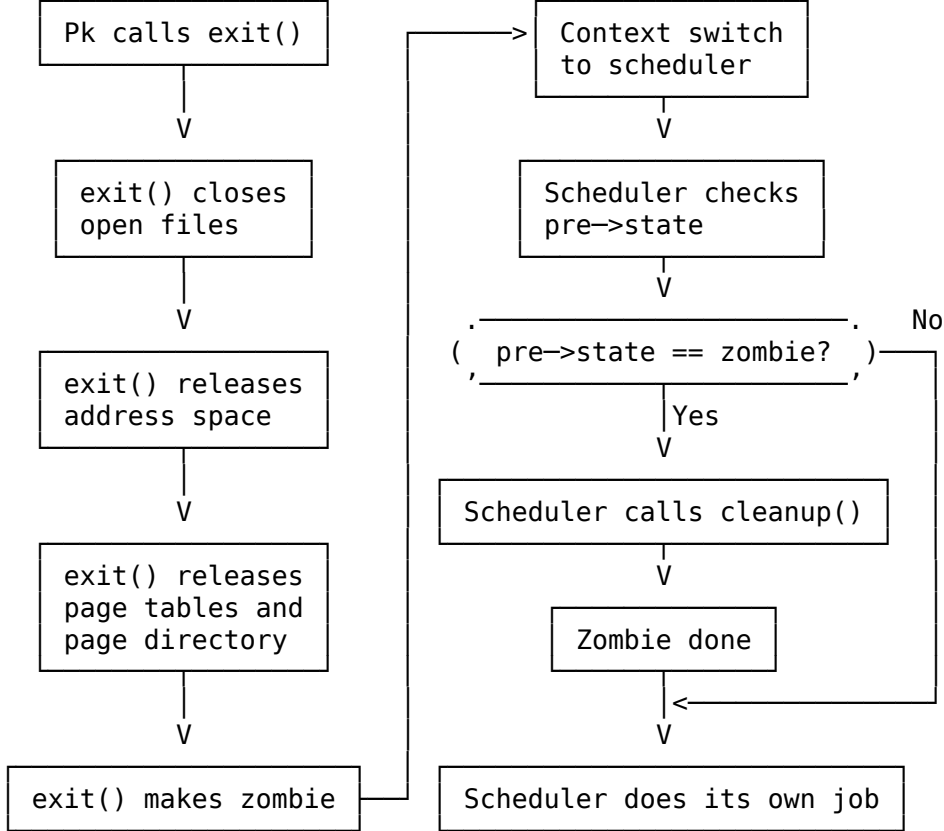 Pk calls exit()
exit() closes
open files
exit() releases
address space
exit() releases
page tables and
page directory
exit() makes zombie
Context switch
to scheduler
Scheduler checks
pre─>state
pre─>state == zombie?
No
Yes
Scheduler calls cleanup()
Zombie done
Scheduler does its own job